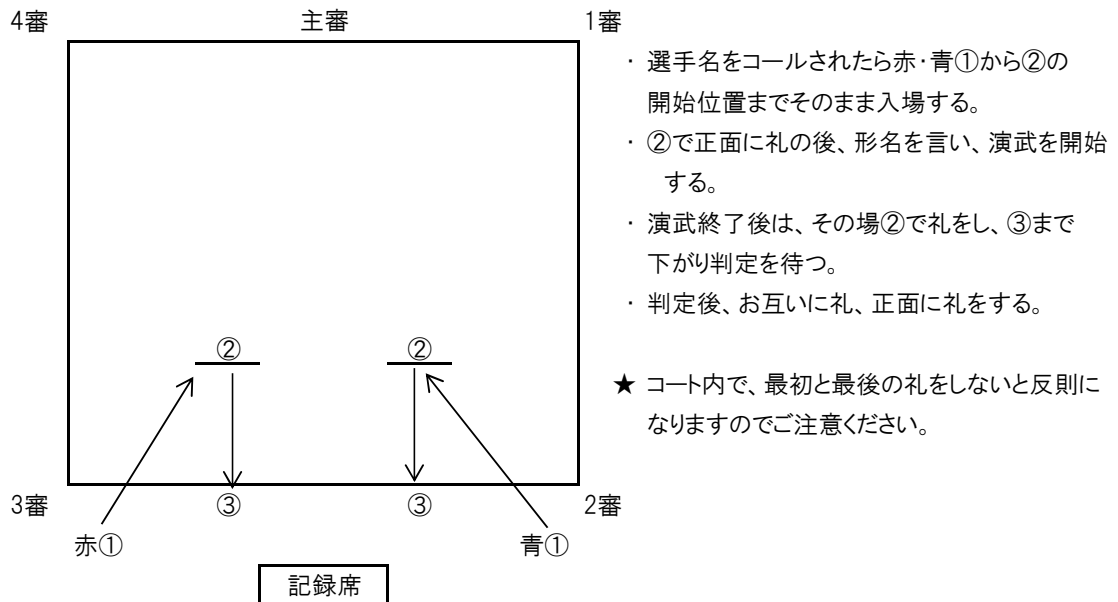 4審
主審
1審
・ 選手名をコールされたら赤・青①から②の
開始位置までそのまま入場する。
・ ②で正面に礼の後、形名を言い、演武を開始
する。
・ 演武終了後は、その場②で礼をし、③まで
下がり判定を待つ。
・ 判定後、お互いに礼、正面に礼をする。
② ②
★ コート内で、最初と最後の礼をしないと反則に
なりますのでご注意ください。
3審
③ ③
2審
赤①
青①
記録席